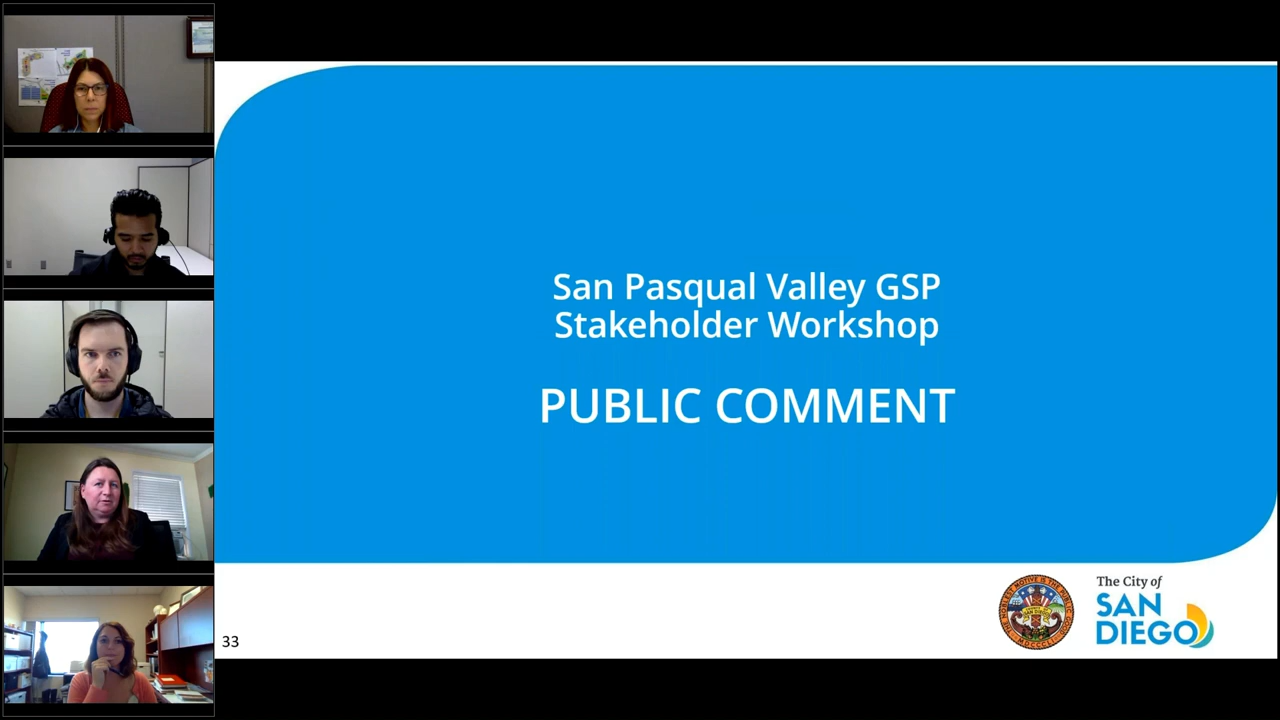 San Pasqual Valley GSP
Stakeholder Workshop
PUBLIC COMMENT
33
The City of
SAN
DIEGO